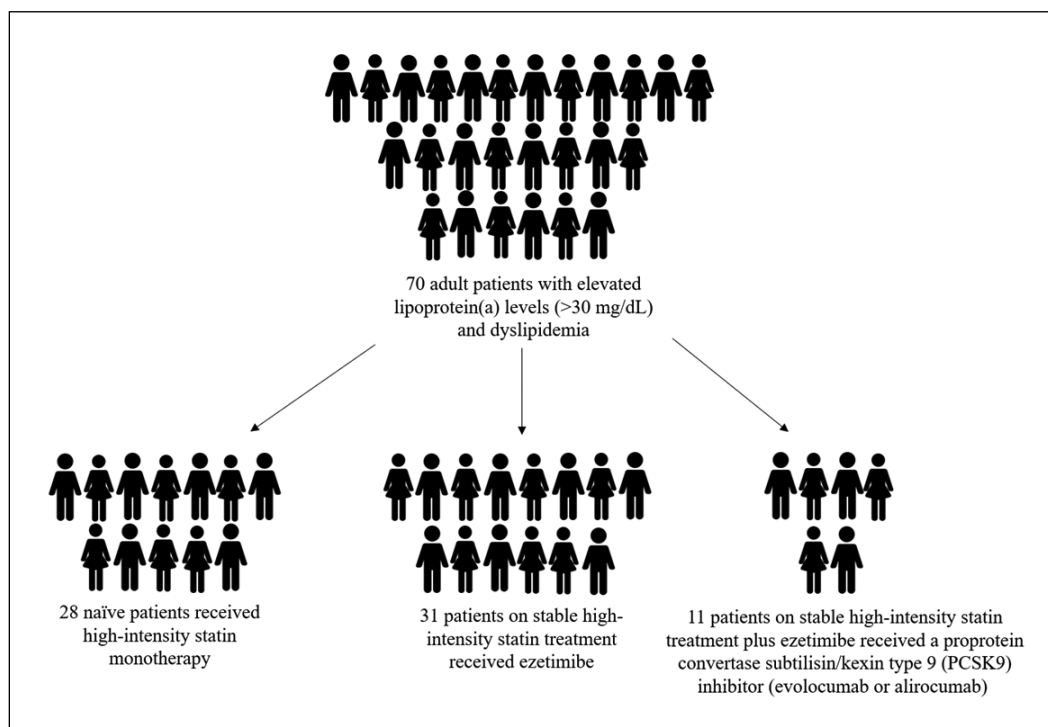 70 adult patients with elevated
lipoprotein(a) levels (>30 mg/dL)
and dyslipidemia
28 naïve patients received
high-intensity statin
monotherapy
31 patients on stable high-
intensity statin treatment
received ezetimibe
11 patients on stable high-intensity statin
treatment plus ezetimibe received a proprotein
convertase subtilisin/kexin type 9 (PCSK9)
inhibitor (evolocumab or alirocumab)